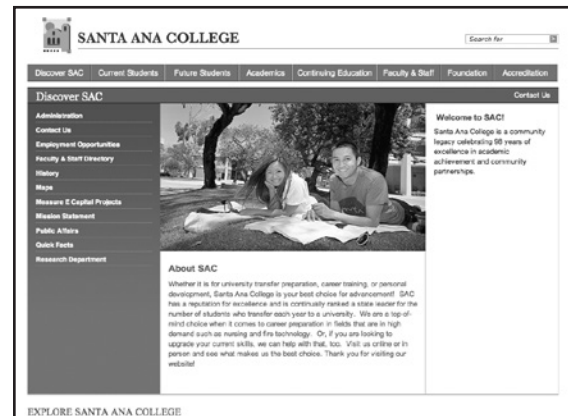 SANTA ANA COLLEGE
Search for
Discover SAC Current Students Future Students Academics Continuing Education Faculty & Staff Foundation Accreditation
Discover SAC
Contact Us
Administration
Contact Us
Employment Opportunities
Faculty & Staff Directory
History
Maps
Measure E Capital Projects
Mission Statement
Public Affairs
Quick Facts
Research Department
Welcome to SAC!
Santa Ana College is a community
legacy celebrating 98 years of
excellence in academic
achievement and community
partnerships.
About SAC
Whether it is for university transfer preparation, career training, or personal
development, Santa Ana College is your best choice for advancement! SAC
has a reputation for excellence and is continually ranked a state leader for the
number of students who transfer each year to a university. We are a top-of-
mind choice when it comes to career preparation in fields that are in high
demand such as nursing and fire technology. Or, if you are looking to
upgrade your current skills, we can help with that, too. Visit us online or in
person and see what makes us the best choice. Thank you for visiting our
website!
EXPLORE SANTA ANA COLLEGE